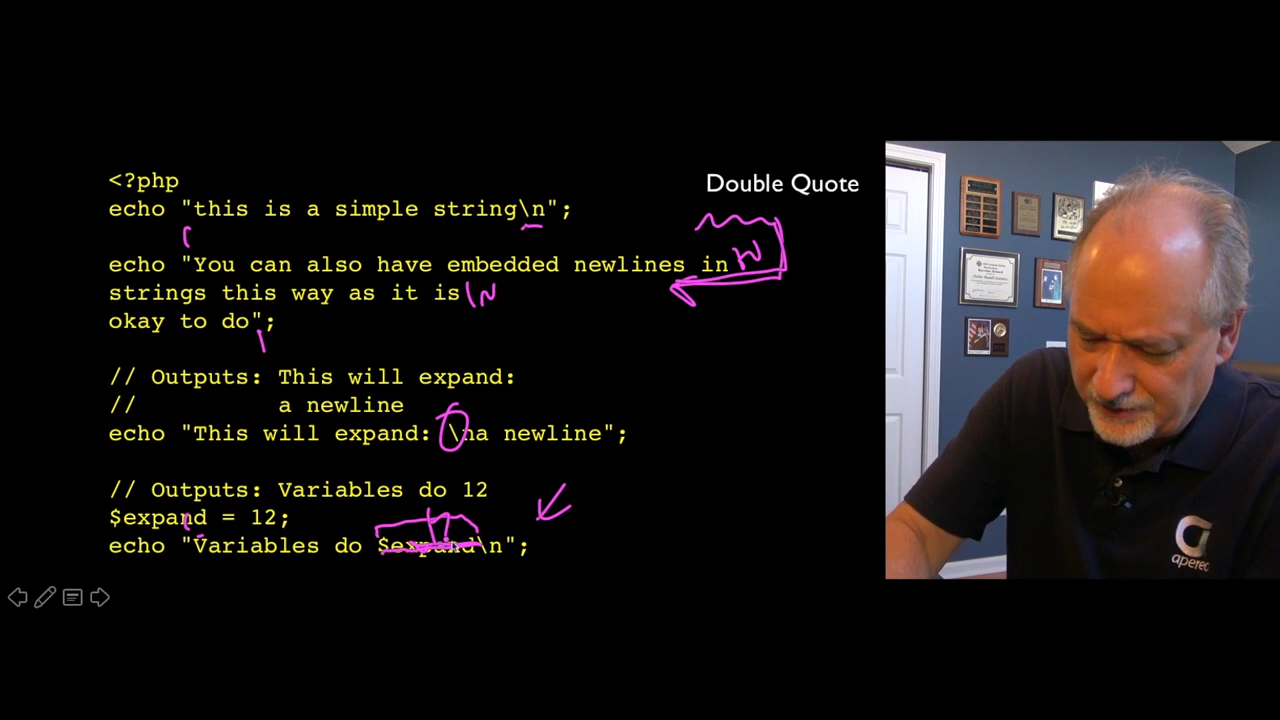 <?php
Double Quote
echo "this is a simple string\n";
echo "You can also have embedded newlines in
N
strings this way as it is
\N
okay to do";
// Outputs: This will expand:
//          a newline
echo "This will expand: \na newline";
// Outputs: Variables do 12
$expand = 12;
echo "Variables do $expand\n";
apereo